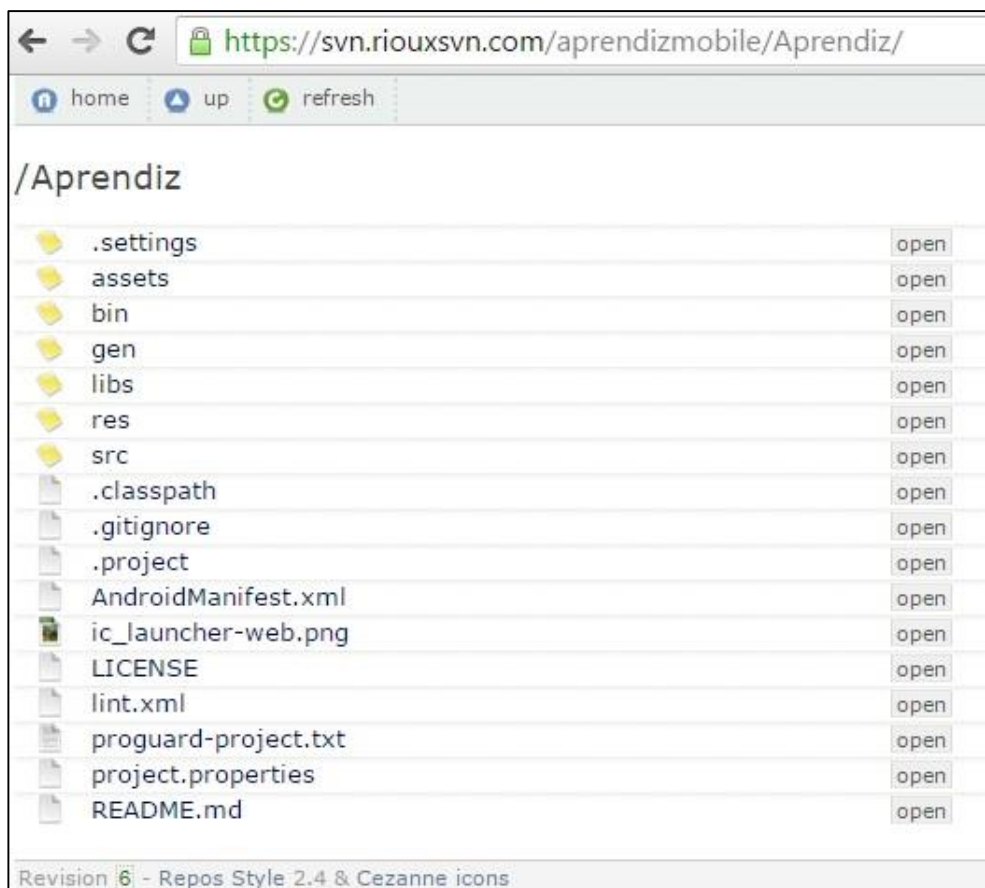 https://svn.riouxsvn.com/aprendizmobile/Aprendiz/
home up refresh
/Aprendiz
.settings open
assets open
bin open
gen open
libs open
res open
src open
.classpath open
.gitignore open
.project open
AndroidManifest.xml open
ic_launcher-web.png open
LICENSE open
lint.xml open
proguard-project.txt open
project.properties open
README.md open
Revision 6 - Repos Style 2.4 & Cezanne icons